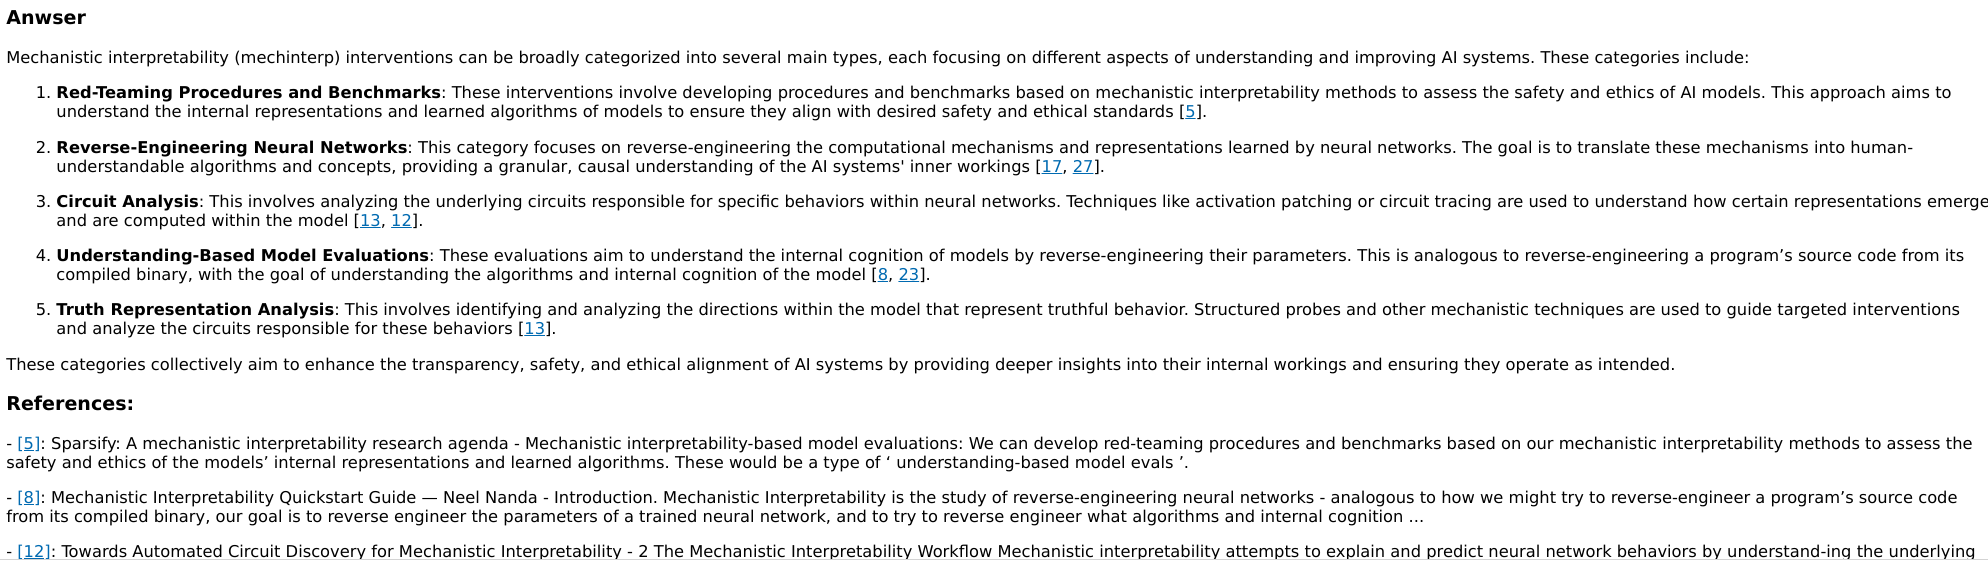 Anwser
Mechanistic interpretability (mechinterp) interventions can be broadly categorized into several main types, each focusing on different aspects of understanding and improving AI systems. These categories include:
1. Red-Teaming Procedures and Benchmarks: These interventions involve developing procedures and benchmarks based on mechanistic interpretability methods to assess the safety and ethics of AI models. This approach aims to
understand the internal representations and learned algorithms of models to ensure they align with desired safety and ethical standards [5].
2. Reverse-Engineering Neural Networks: This category focuses on reverse-engineering the computational mechanisms and representations learned by neural networks. The goal is to translate these mechanisms into human-
understandable algorithms and concepts, providing a granular, causal understanding of the AI systems' inner workings [17, 27].
3. Circuit Analysis: This involves analyzing the underlying circuits responsible for specific behaviors within neural networks. Techniques like activation patching or circuit tracing are used to understand how certain representations emerge
and are computed within the model [13, 12].
4. Understanding-Based Model Evaluations: These evaluations aim to understand the internal cognition of models by reverse-engineering their parameters. This is analogous to reverse-engineering a program’s source code from its
compiled binary, with the goal of understanding the algorithms and internal cognition of the model [8, 23].
5. Truth Representation Analysis: This involves identifying and analyzing the directions within the model that represent truthful behavior. Structured probes and other mechanistic techniques are used to guide targeted interventions
and analyze the circuits responsible for these behaviors [13].
These categories collectively aim to enhance the transparency, safety, and ethical alignment of AI systems by providing deeper insights into their internal workings and ensuring they operate as intended.
References:
- [5]: Sparsify: A mechanistic interpretability research agenda - Mechanistic interpretability-based model evaluations: We can develop red-teaming procedures and benchmarks based on our mechanistic interpretability methods to assess the
safety and ethics of the models’ internal representations and learned algorithms. These would be a type of ‘ understanding-based model evals ’.
- [8]: Mechanistic Interpretability Quickstart Guide — Neel Nanda - Introduction. Mechanistic Interpretability is the study of reverse-engineering neural networks - analogous to how we might try to reverse-engineer a program’s source code
from its compiled binary, our goal is to reverse engineer the parameters of a trained neural network, and to try to reverse engineer what algorithms and internal cognition ...
- [12]: Towards Automated Circuit Discovery for Mechanistic Interpretability - 2 The Mechanistic Interpretability Workflow Mechanistic interpretability attempts to explain and predict neural network behaviors by understand-ing the underlying